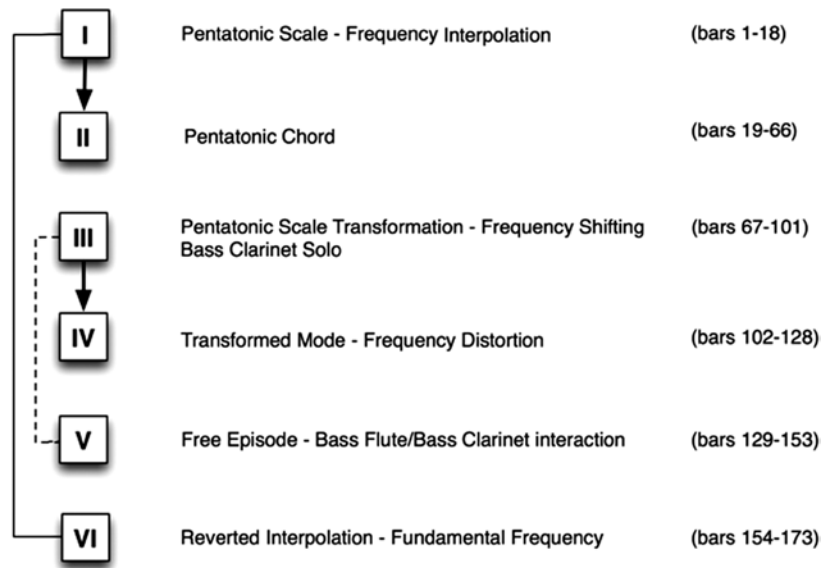 I Pentatonic Scale - Frequency Interpolation (bars 1-18)
II Pentatonic Chord (bars 19-66)
III Pentatonic Scale Transformation - Frequency Shifting (bars 67-101)
Bass Clarinet Solo
IV Transformed Mode - Frequency Distortion (bars 102-128)
V Free Episode - Bass Flute/Bass Clarinet interaction (bars 129-153)
VI Reverted Interpolation - Fundamental Frequency (bars 154-173)